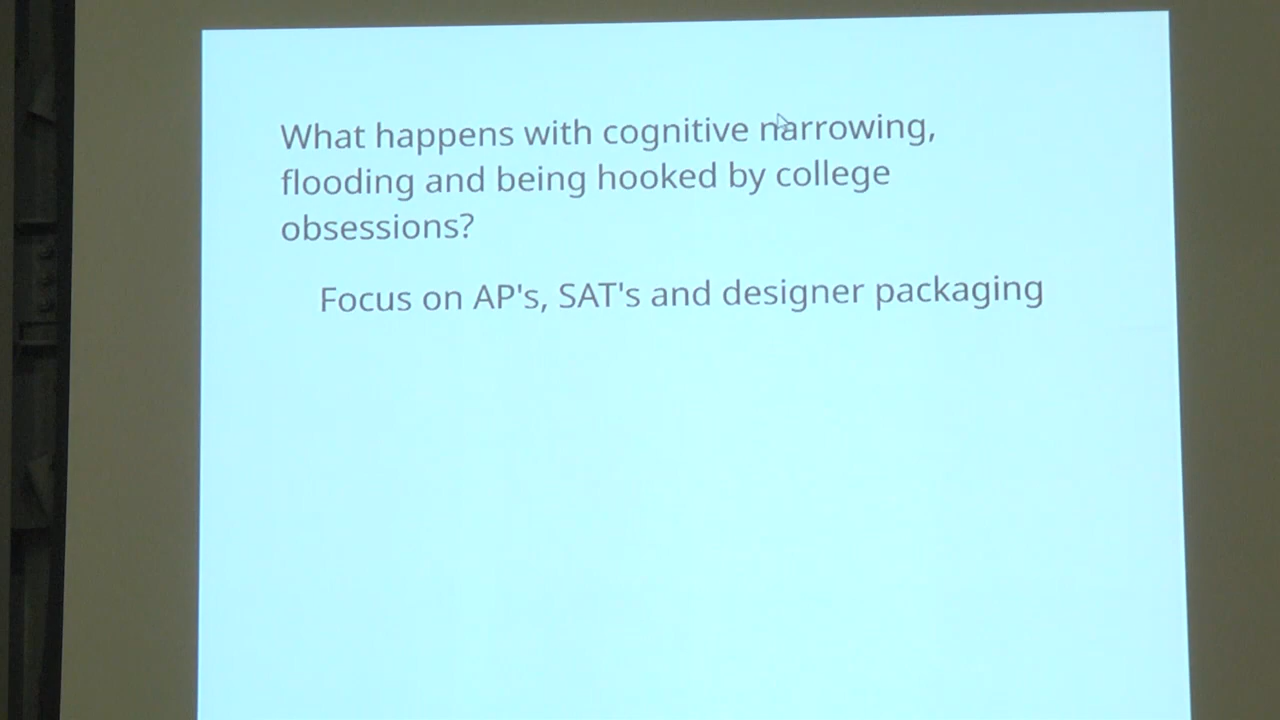 What happens with cognitive narrowing,
flooding and being hooked by college
obsessions?
Focus on AP's, SAT's and designer packaging